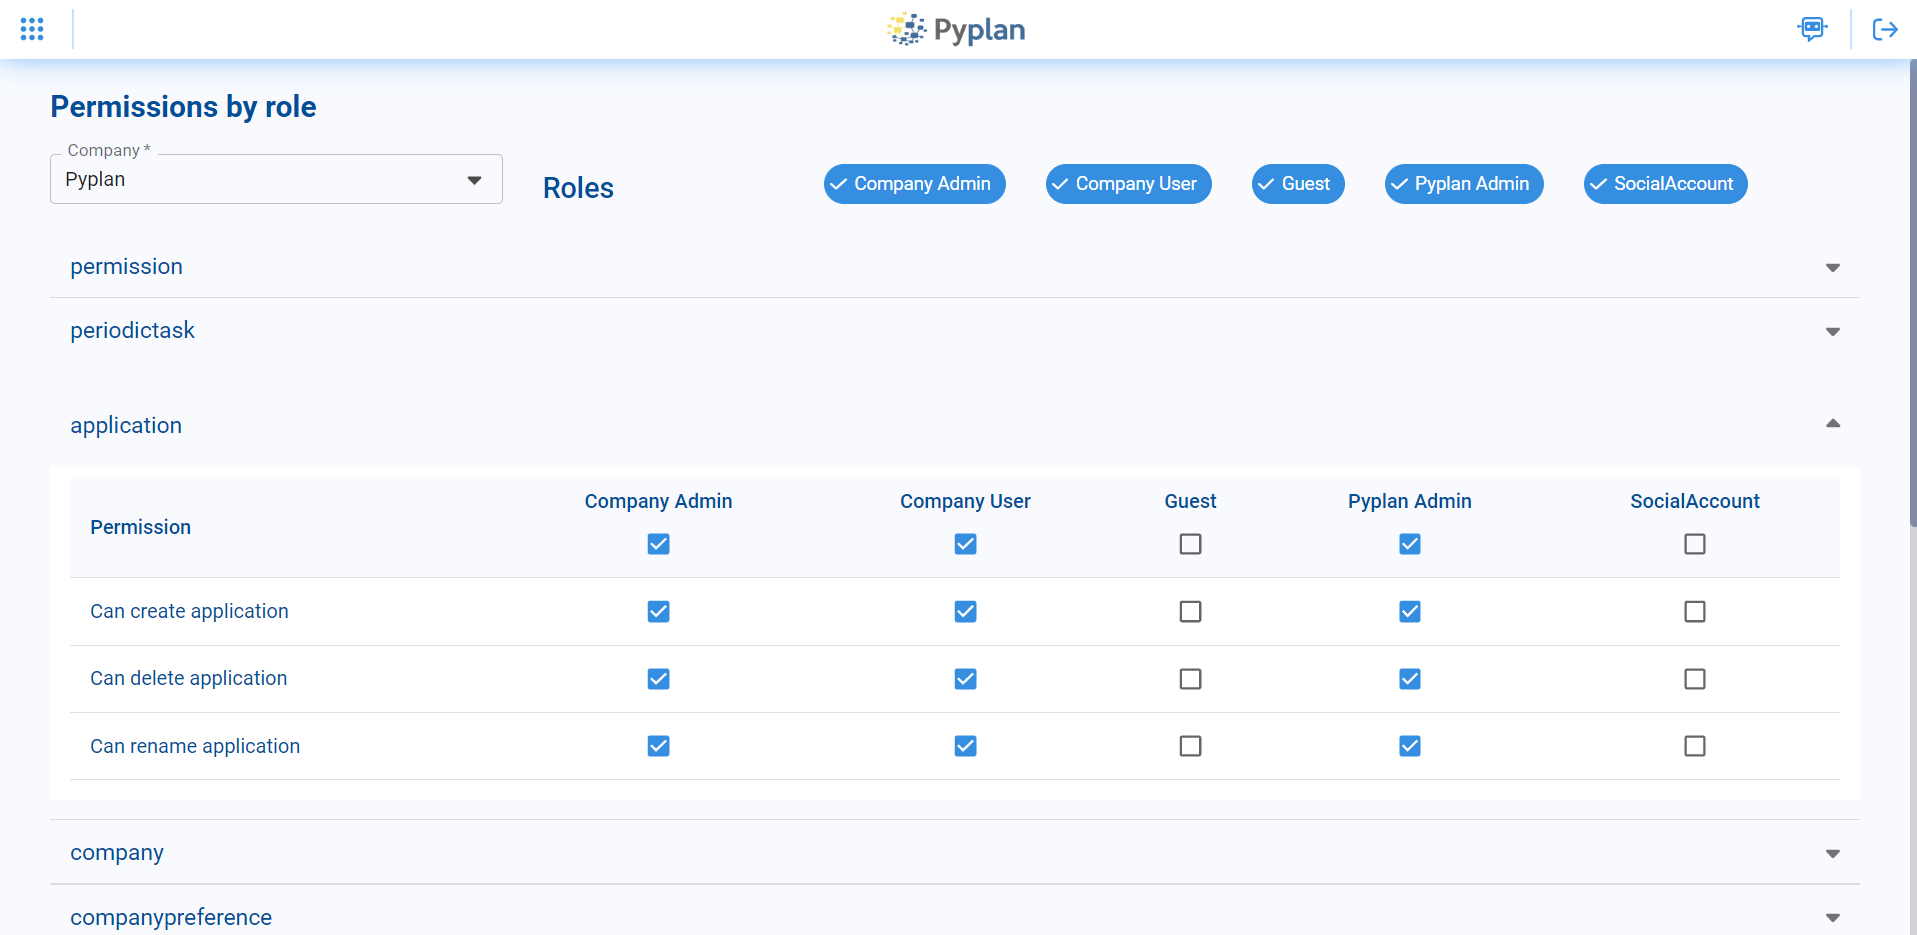 Pyplan
Permissions by role
Company *
Pyplan
Roles
Company Admin
Company User
Guest
Pyplan Admin
SocialAccount
permission
periodictask
application
Permission
Company Admin
Company User
Guest
Pyplan Admin
SocialAccount
Can create application
Can delete application
Can rename application
company
companypreference